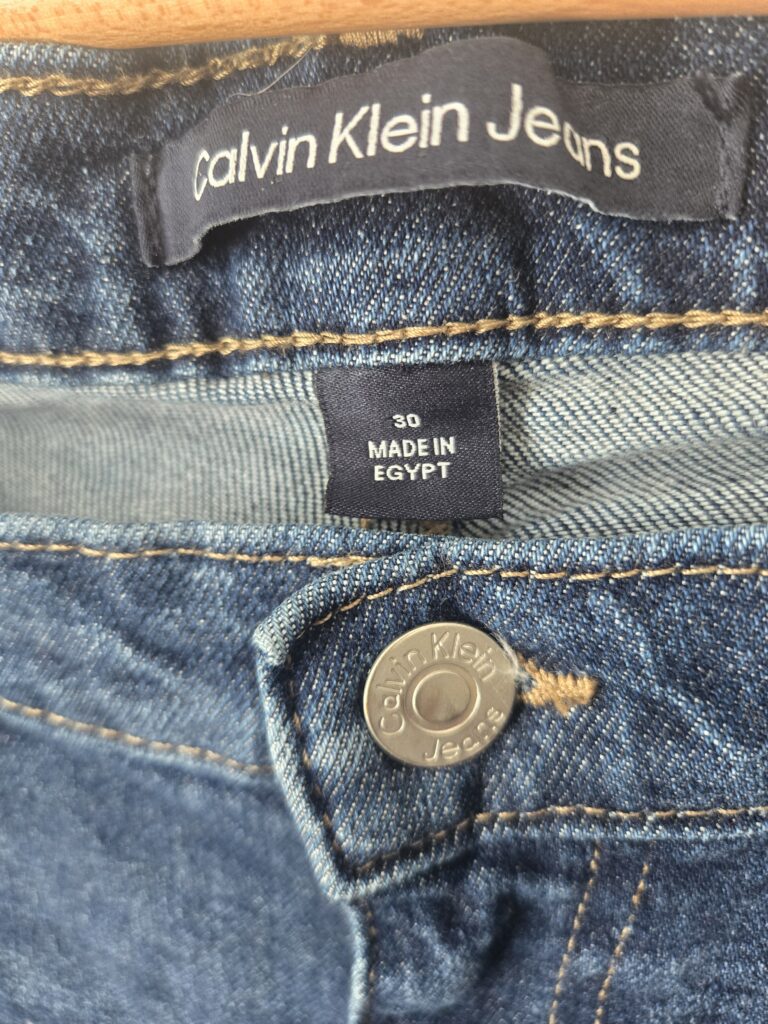 Calvin Klein Jeans
30
MADE IN
EGYPT
Calvin Klein
Jeans